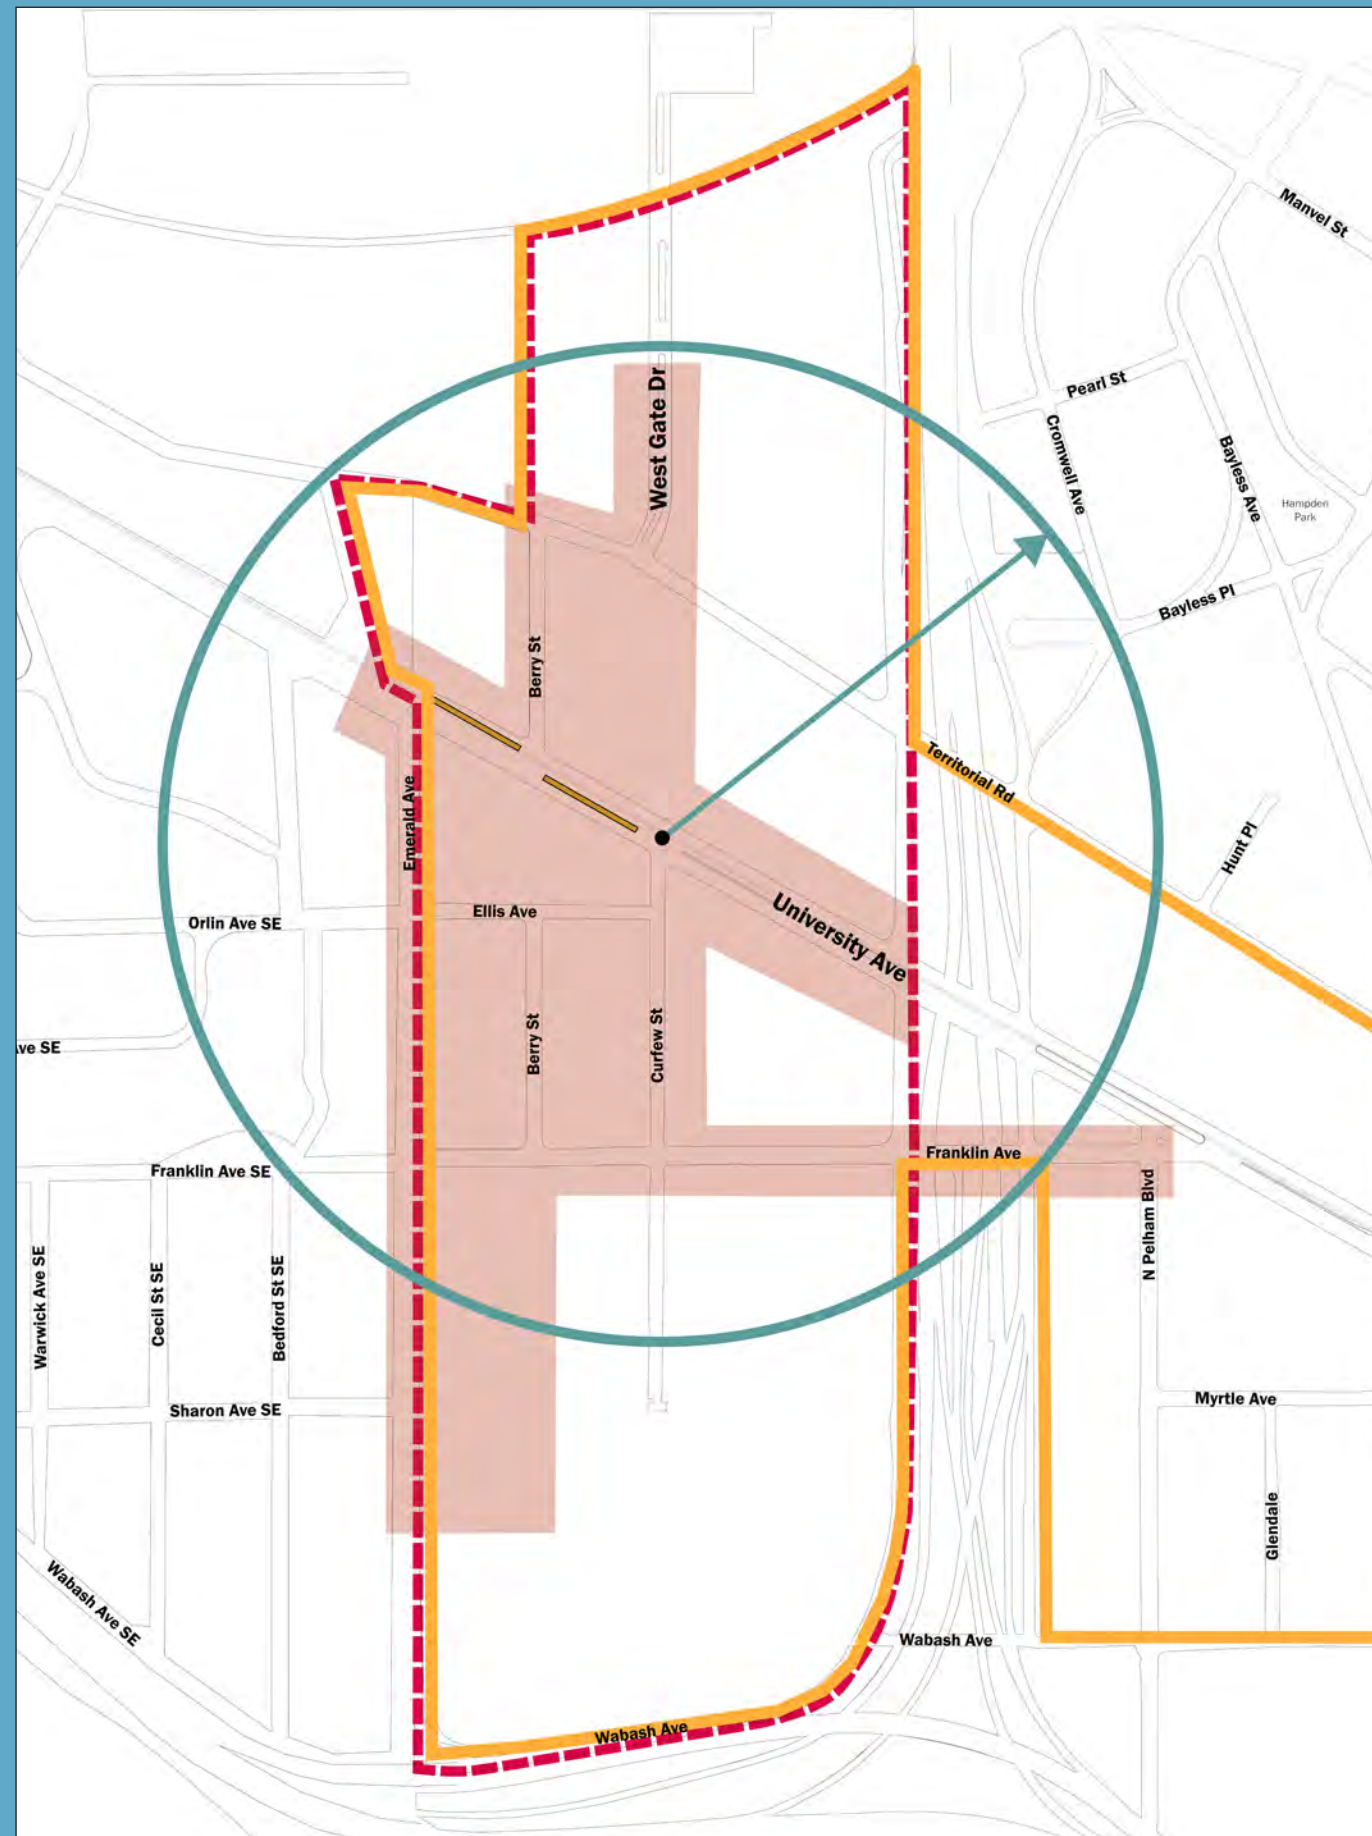 Manvel St
West Gate Dr
Pearl St
Cromwell Ave
Bayless Ave
Hampden
Park
Bayless Pl
Berry St
Territorial Rd
Emerald Ave
Hunt Pl
Orlin Ave SE
Ellis Ave
University Ave
Berry St
Curfew St
ve SE
Franklin Ave
Franklin Ave SE
N Pelham Blvd
Warwick Ave SE
Cecil St SE
Bedford St SE
Myrtle Ave
Sharon Ave SE
Glendale
Wabash Ave SE
Wabash Ave
Wabash Ave